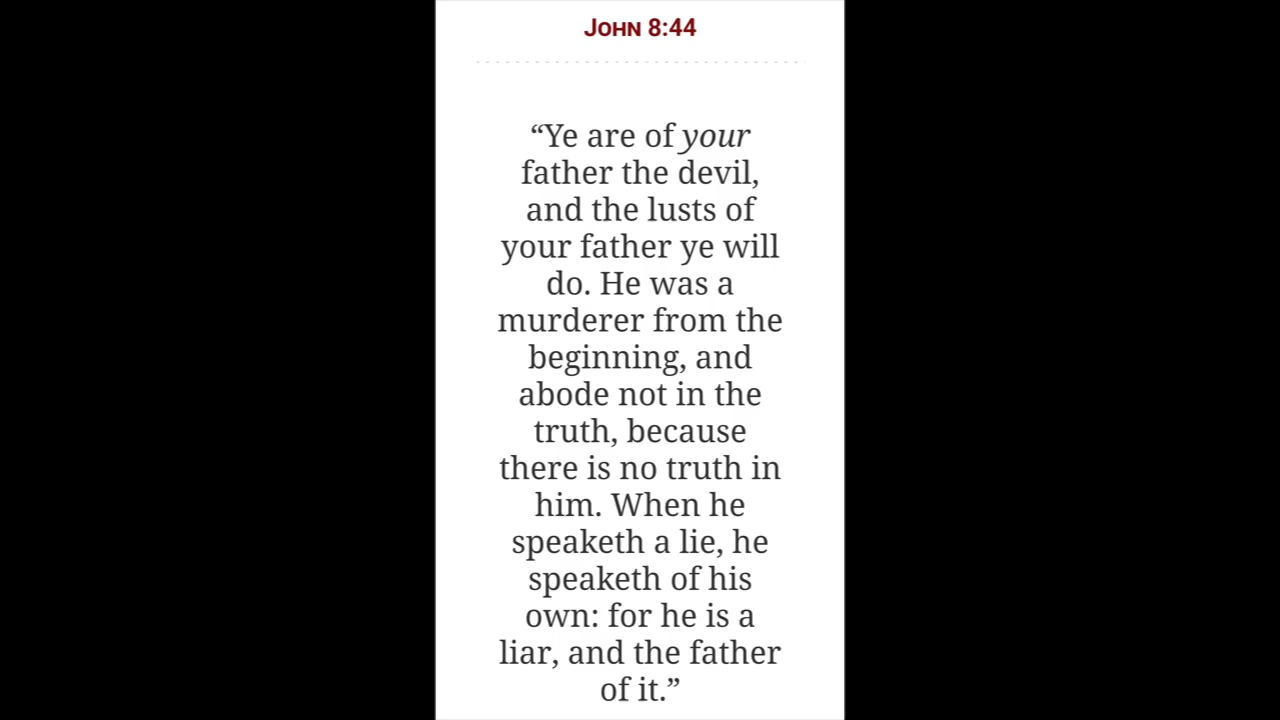 John 8:44
“Ye are of your
father the devil,
and the lusts of
your father ye will
do. He was a
murderer from the
beginning, and
abode not in the
truth, because
there is no truth in
him. When he
speaketh a lie, he
speaketh of his
own: for he is a
liar, and the father
of it.”